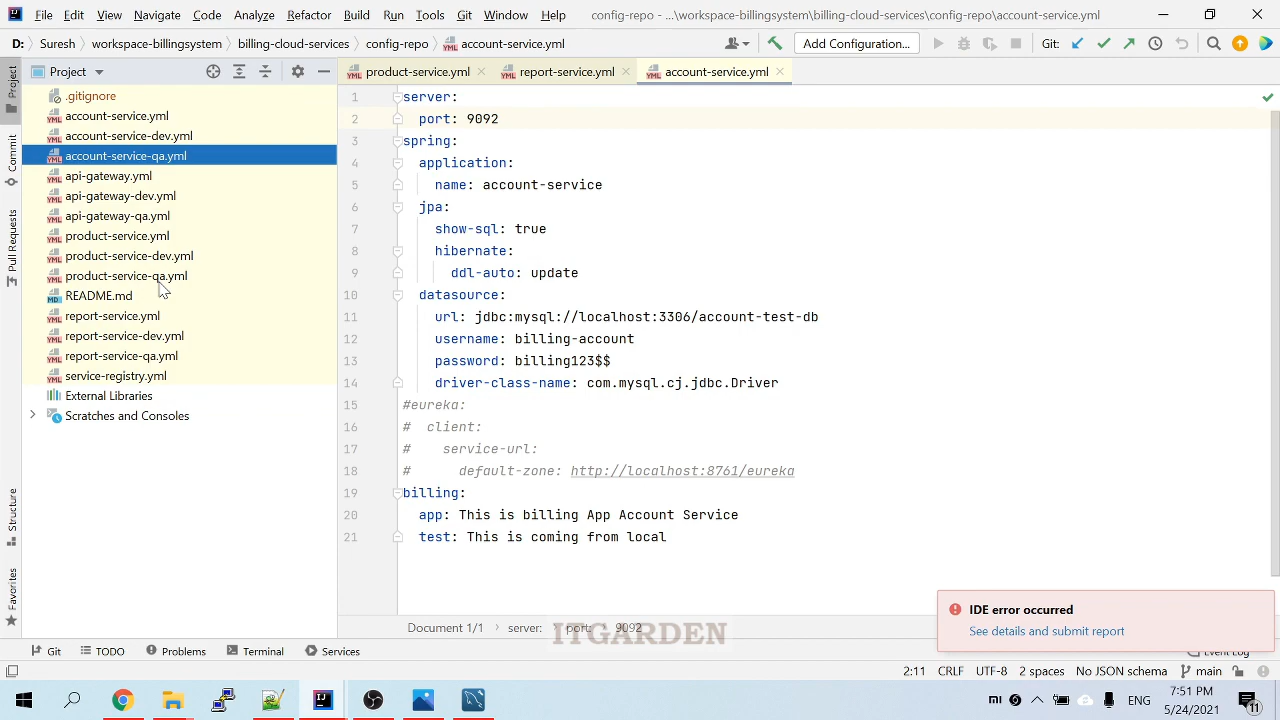 File Edit View Navigate Code Analyze Refactor Build Run Tools Git Window Help config-repo - ...\workspace-billingsystem\billing-cloud-services\config-repo\account-service.yml
D: Suresh workspace-billingsystem billing-cloud-services config-repo account-service.yml Add Configuration... Git:
Project product-service.yml report-service.yml account-service.yml
.gitignore
account-service.yml
account-service-dev.yml
account-service-qa.yml
api-gateway.yml
api-gateway-dev.yml
api-gateway-qa.yml
product-service.yml
product-service-dev.yml
product-service-qa.yml
README.md
report-service.yml
report-service-dev.yml
report-service-qa.yml
service-registry.yml
External Libraries
Scratches and Consoles
Project
Commit
Pull Requests
Structure
Favorites
1 server:
2 port: 9092
3 spring:
4 application:
5 name: account-service
6 jpa:
7 show-sql: true
8 hibernate:
9 ddl-auto: update
10 datasource:
11 url: jdbc:mysql://localhost:3306/account-test-db
12 username: billing-account
13 password: billing123$$
14 driver-class-name: com.mysql.cj.jdbc.Driver
15 #eureka:
16 # client:
17 # service-url:
18 # default-zone: http://localhost:8761/eureka
19 billing:
20 app: This is billing App Account Service
21 test: This is coming from local
IDE error occurred
See details and submit report
Document 1/1 server: port: 9092
ITGARDEN
Git TODO Problems Terminal Services Event Log
2:11 CRLF UTF-8 2 spaces No JSON schema main
ENG 7:51 PM
5/24/2021 11